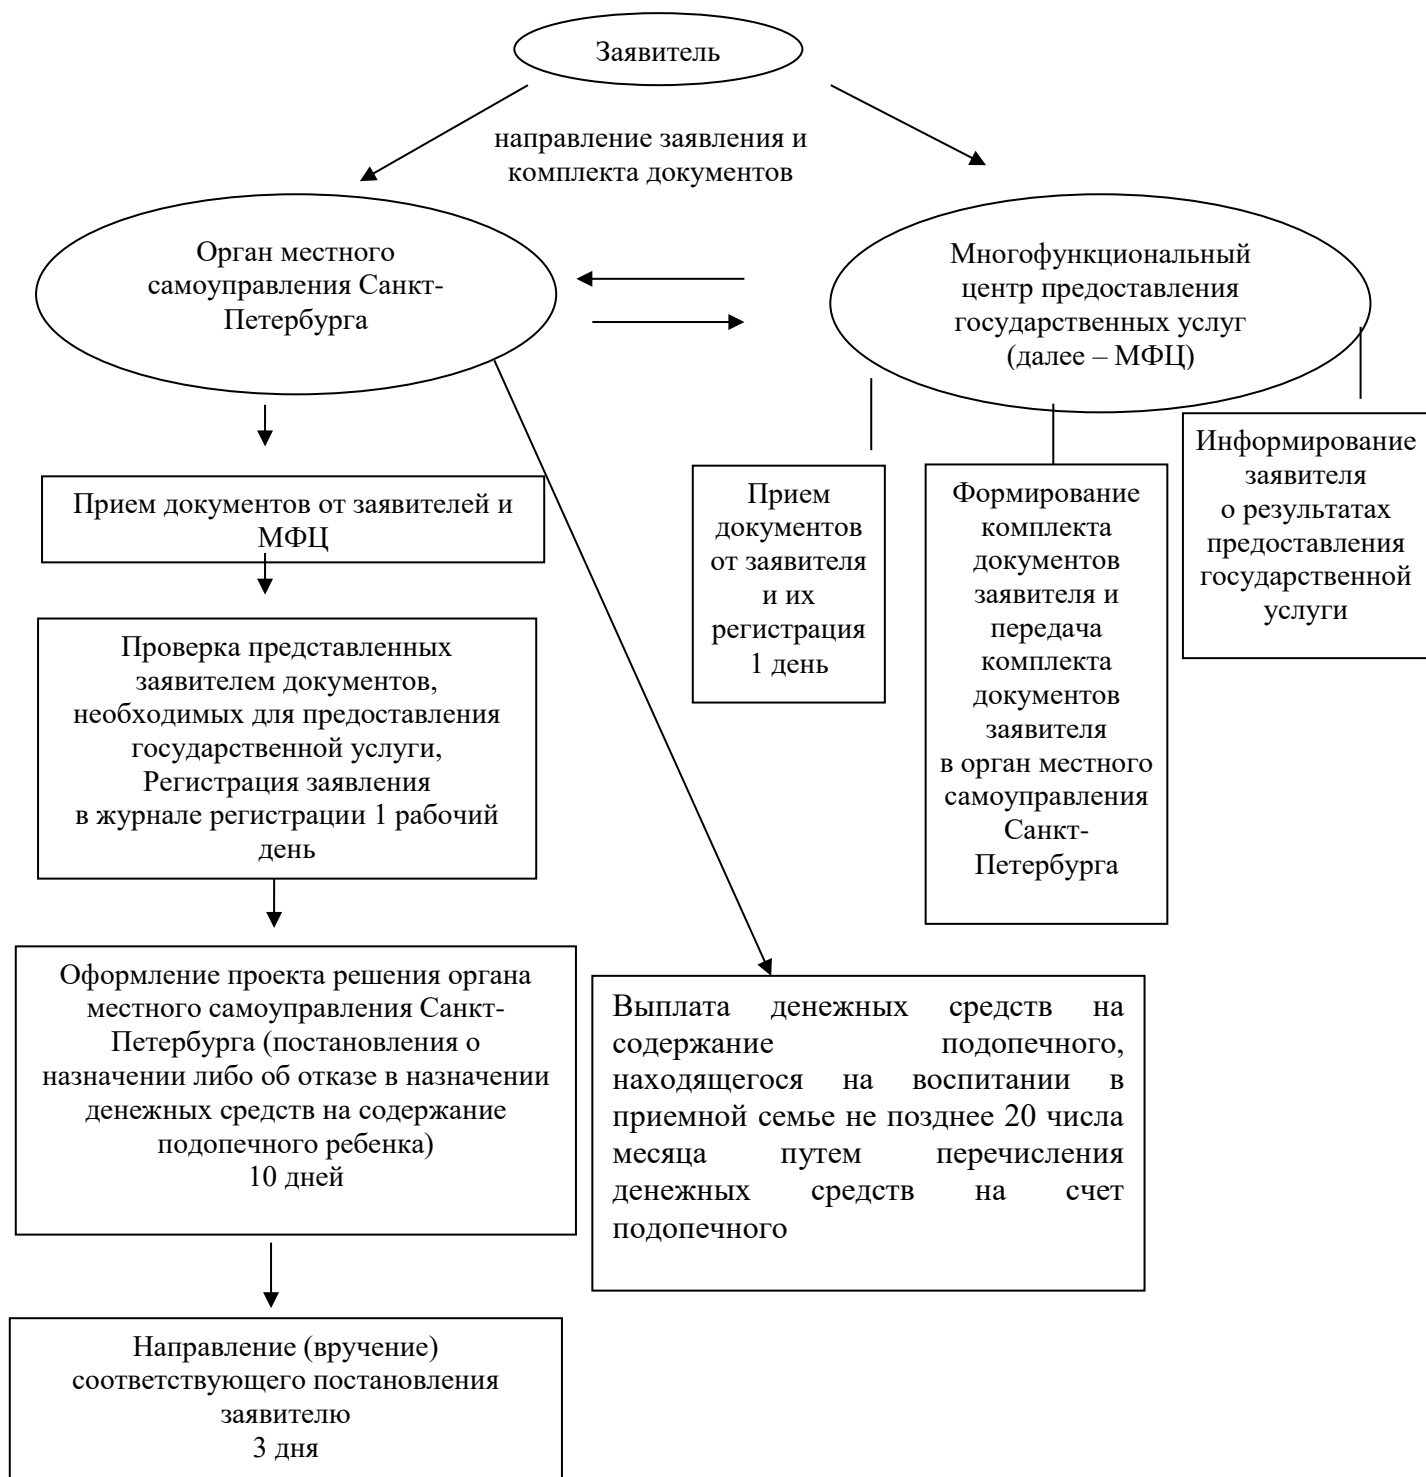 Заявитель
направление заявления и
комплекта документов
Орган местного
самоуправления Санкт-
Петербурга
Многофункциональный
центр предоставления
государственных услуг
(далее – МФЦ)
Прием документов от заявителей и
МФЦ
Прием
документов
от заявителя
и их
регистрация
1 день
Формирование
комплекта
документов
заявителя и
передача
комплекта
документов
заявителя
в орган местного
самоуправления
Санкт-
Петербурга
Информирование
заявителя
о результатах
предоставления
государственной
услуги
Проверка представленных
заявителем документов,
необходимых для предоставления
государственной услуги,
Регистрация заявления
в журнале регистрации 1 рабочий
день
Оформление проекта решения органа
местного самоуправления Санкт-
Петербурга (постановления о
назначении либо об отказе в назначении
денежных средств на содержание
подопечного ребенка)
10 дней
Выплата денежных средств на
содержание подопечного,
находящегося на воспитании в
приемной семье не позднее 20 числа
месяца путем перечисления
денежных средств на счет
подопечного
Направление (вручение)
соответствующего постановления
заявителю
3 дня